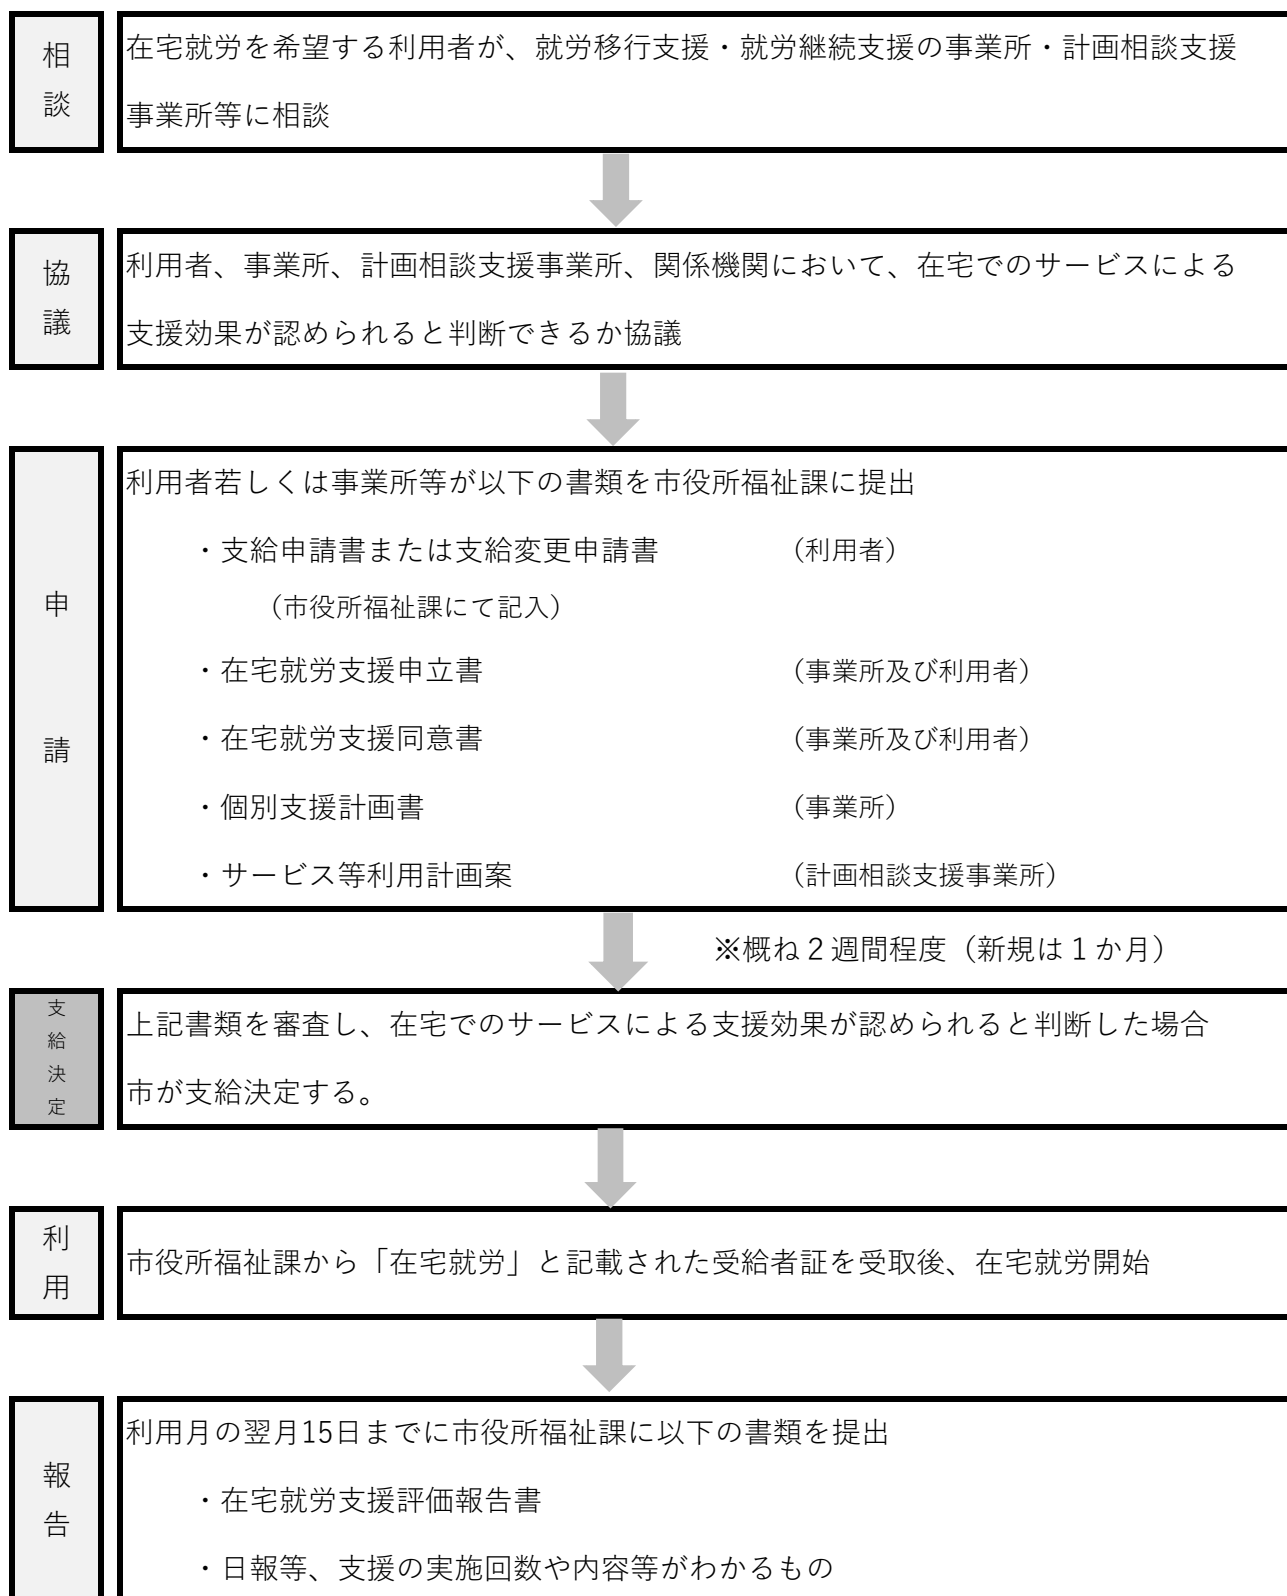 相談
在宅就労を希望する利用者が、就労移行支援・就労継続支援の事業所・計画相談支援
事業所等に相談
協議
利用者、事業所、計画相談支援事業所、関係機関において、在宅でのサービスによる
支援効果が認められると判断できるか協議
申請
利用者若しくは事業所等が以下の書類を市役所福祉課に提出
・支給申請書または支給変更申請書 (利用者)
(市役所福祉課にて記入)
・在宅就労支援申立書 (事業所及び利用者)
・在宅就労支援同意書 (事業所及び利用者)
・個別支援計画書 (事業所)
・サービス等利用計画案 (計画相談支援事業所)
※概ね2週間程度(新規は1か月)
支給決定
上記書類を審査し、在宅でのサービスによる支援効果が認められると判断した場合
市が支給決定する。
利用
市役所福祉課から「在宅就労」と記載された受給者証を受取後、在宅就労開始
報告
利用月の翌月15日までに市役所福祉課に以下の書類を提出
・在宅就労支援評価報告書
・日報等、支援の実施回数や内容等がわかるもの